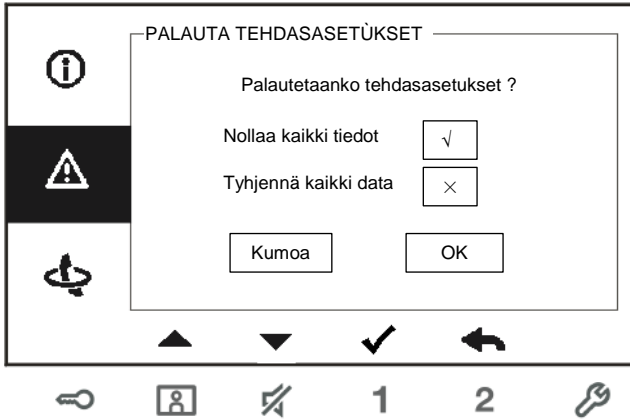 PALAUTA TEHDASASETÙKSET
Palautetaanko tehdasasetukset ?
Nollaa kaikki tiedot √
Tyhjennä kaikki data ×
Kumoa OK
1 2